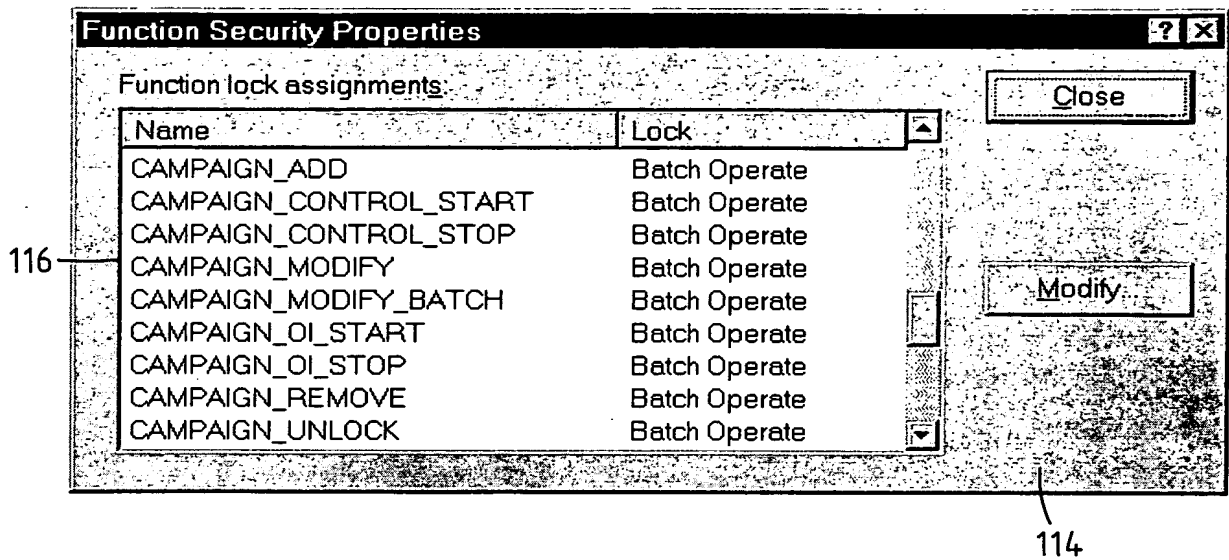 Function Security Properties ? X
Function lock assignments:
Close
Name Lock
CAMPAIGN_ADD Batch Operate
CAMPAIGN_CONTROL_START Batch Operate
CAMPAIGN_CONTROL_STOP Batch Operate
116
CAMPAIGN_MODIFY Batch Operate
Modify...
CAMPAIGN_MODIFY_BATCH Batch Operate
CAMPAIGN_OI_START Batch Operate
CAMPAIGN_OI_STOP Batch Operate
CAMPAIGN_REMOVE Batch Operate
CAMPAIGN_UNLOCK Batch Operate
114